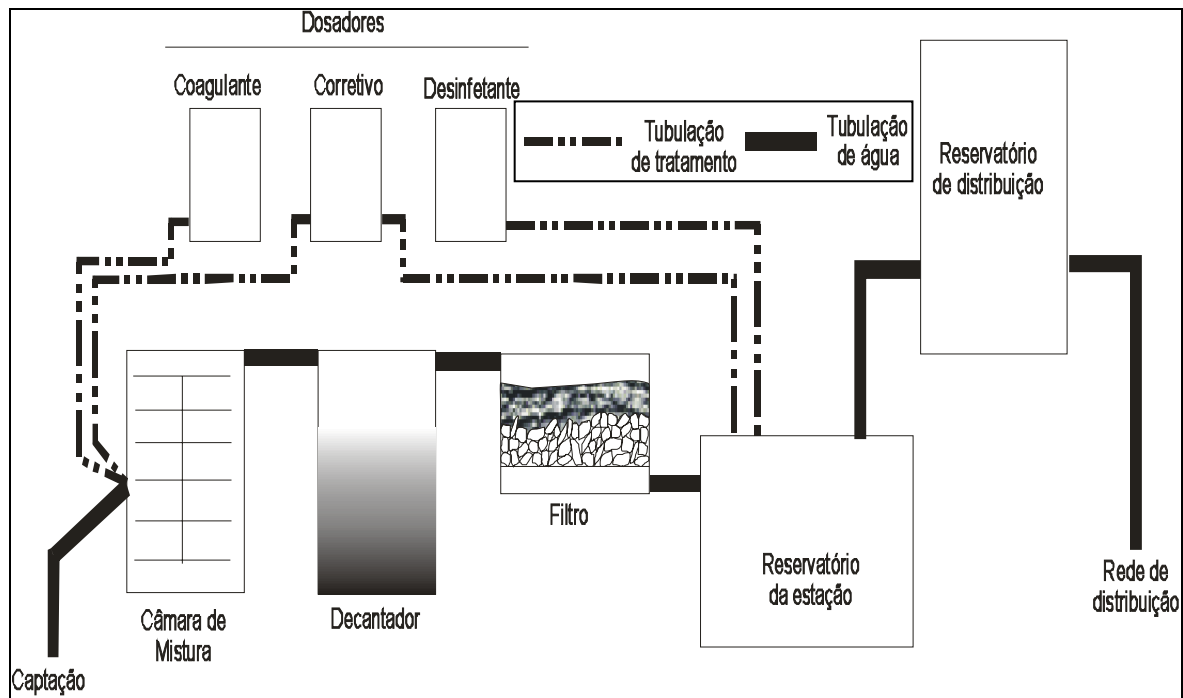 Dosadores
Coagulante
Corretivo
Desinfetante
Tubulação
de tratamento
Tubulação
de água
Reservatório
de distribuição
Filtro
Reservatório
da estação
Câmara de
Mistura
Decantador
Rede de
distribuição
Captação